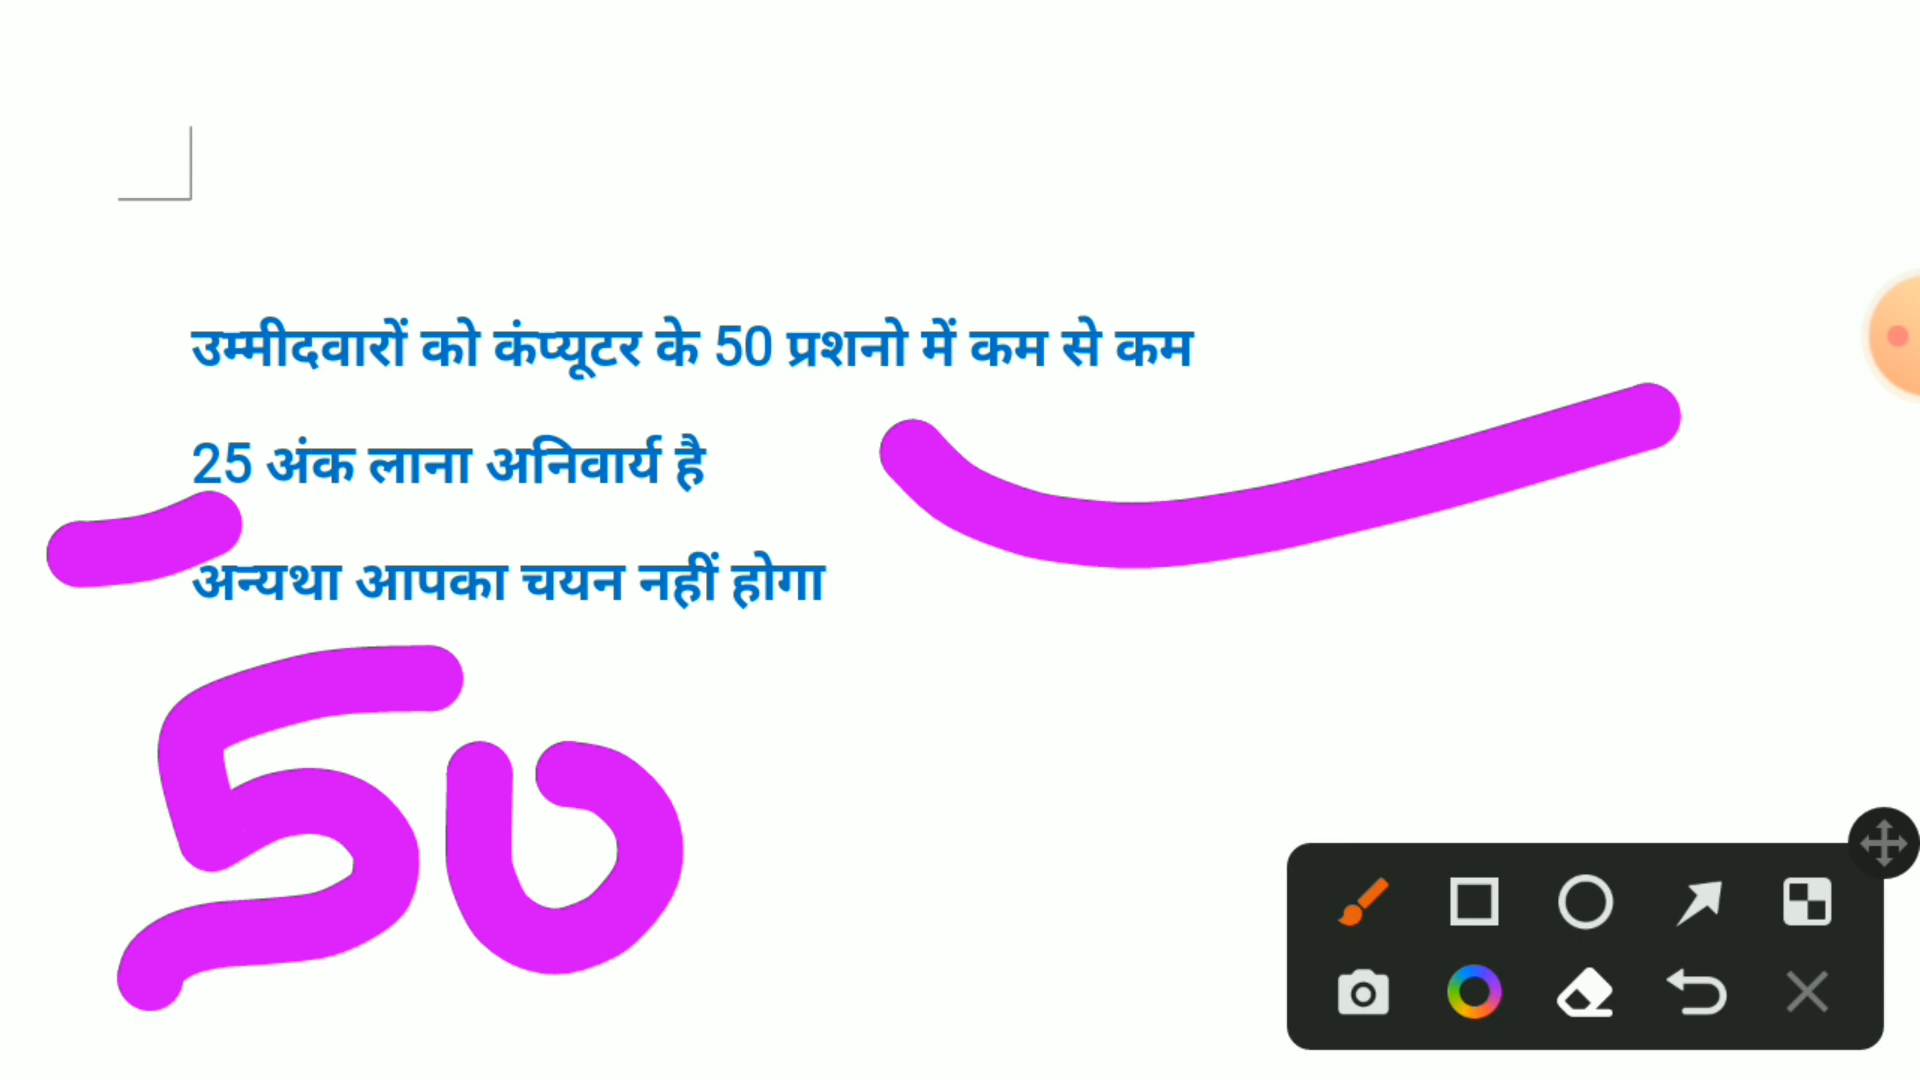 उम्मीदवारों को कंप्यूटर के 50 प्रशनो में कम से कम
25 अंक लाना अनिवार्य है
अन्यथा आपका चयन नहीं होगा
50